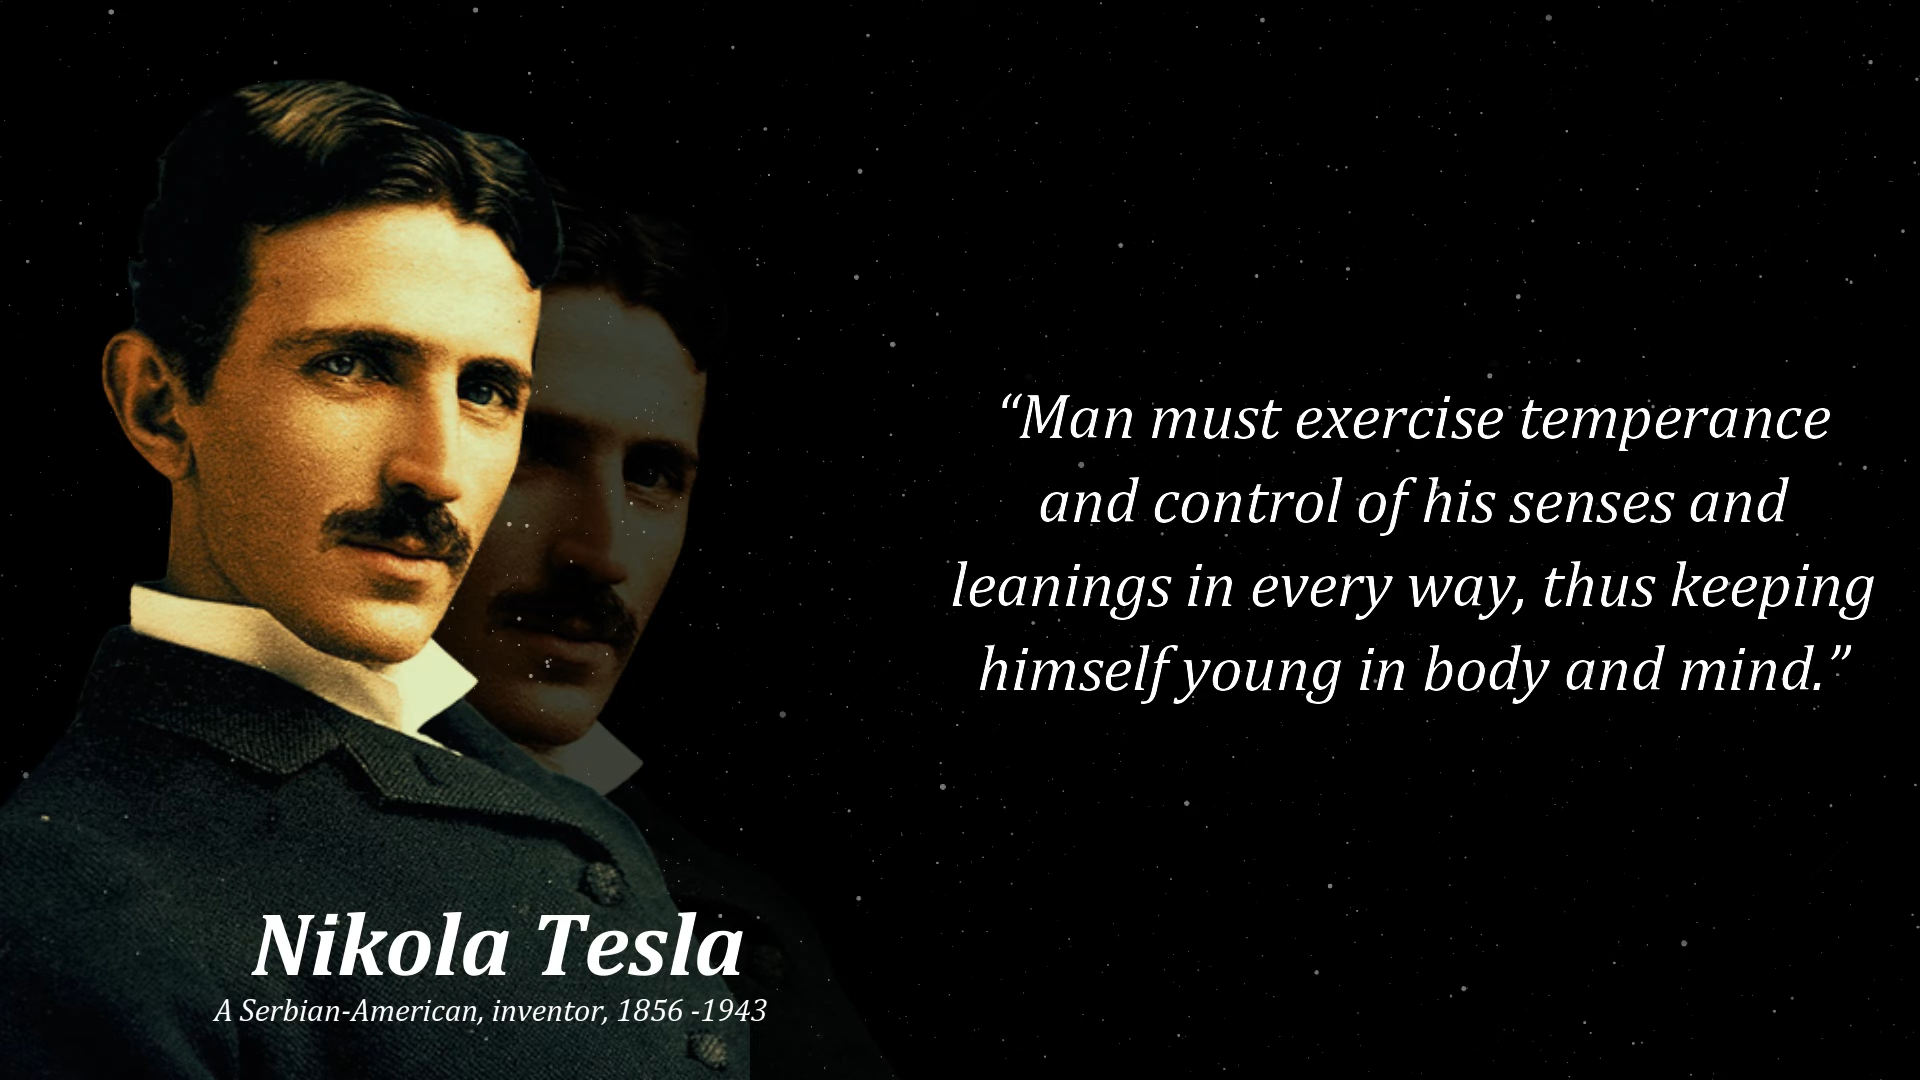 “Man must exercise temperance
and control of his senses and
leanings in every way, thus keeping
himself young in body and mind.”
Nikola Tesla
A Serbian-American, inventor, 1856 -1943